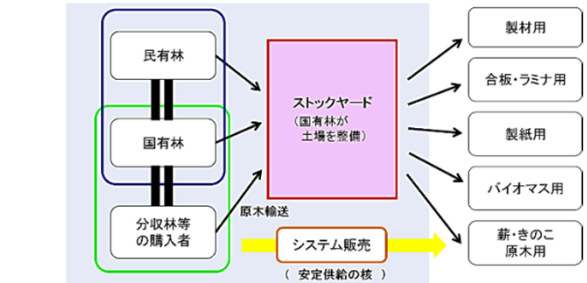 民有林
国有林
分収林等
の購入者
原木輸送
ストックヤード
(国有林が
土場を整備)
システム販売
( 安定供給の核 )
製材用
合板・ラミナ用
製紙用
バイオマス用
薪・きのこ
原木用